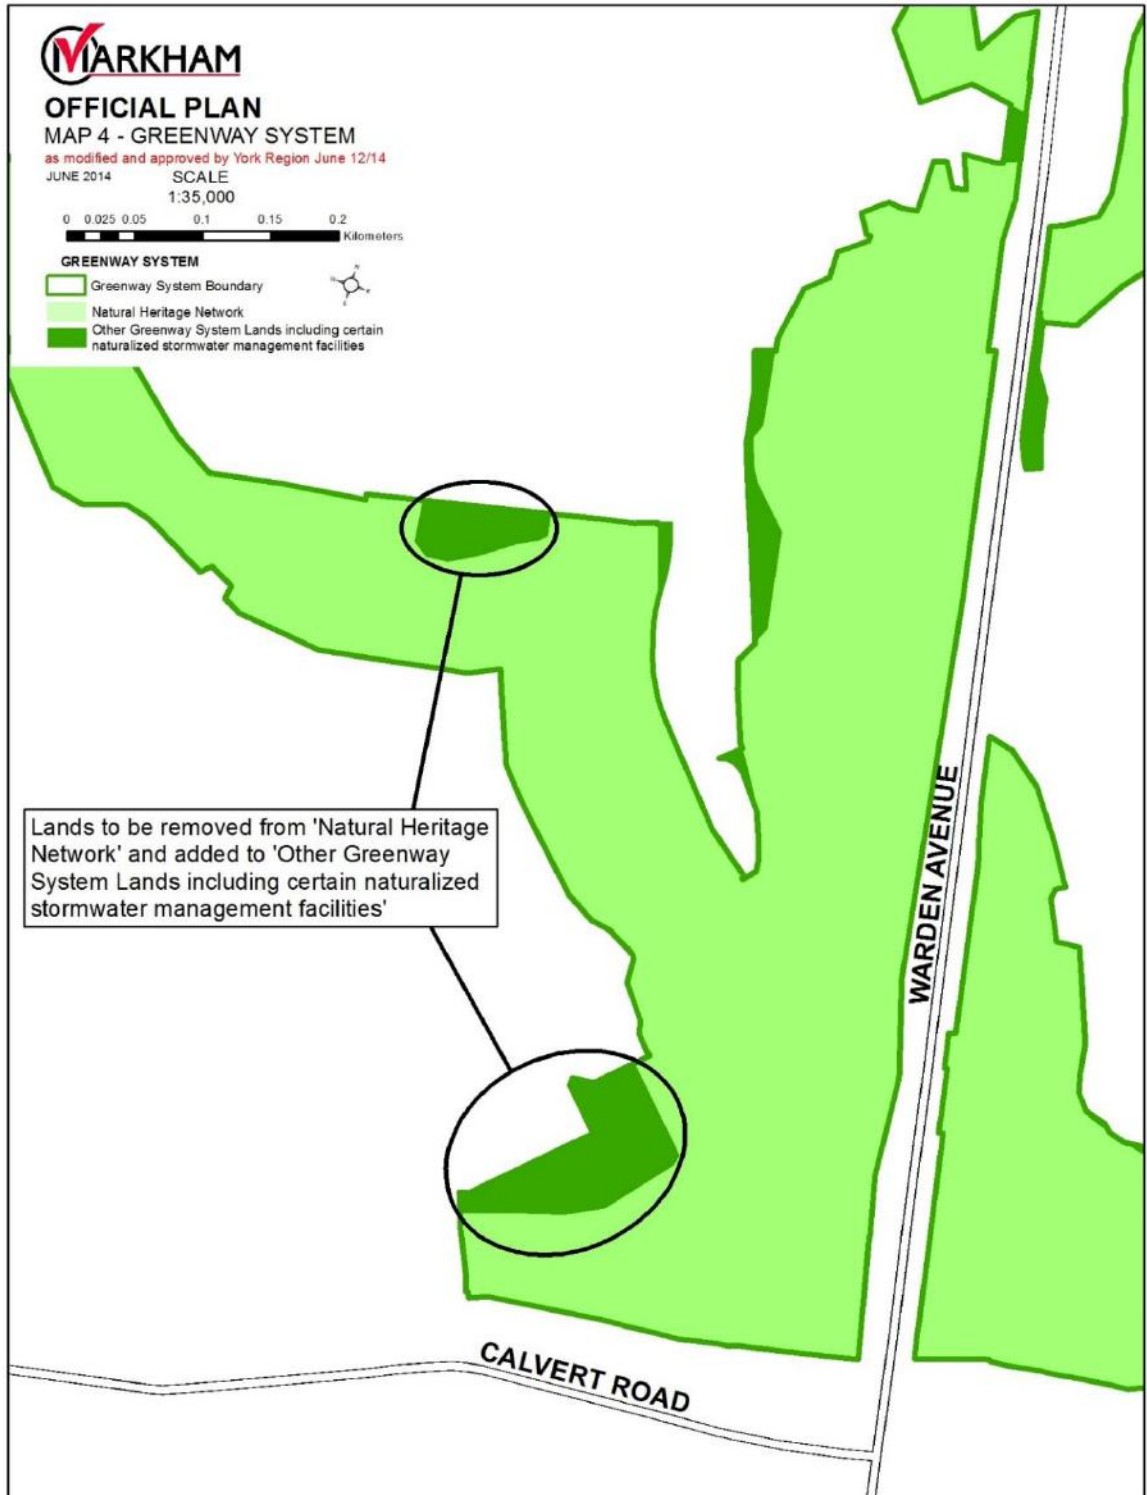 MARKHAM
OFFICIAL PLAN
MAP 4 - GREENWAY SYSTEM
as modified and approved by York Region June 12/14
JUNE 2014
SCALE
1:35,000
0 0.025 0.05 0.1 0.15 0.2
Kilometers
GREENWAY SYSTEM
Greenway System Boundary
Natural Heritage Network
Other Greenway System Lands including certain
naturalized stormwater management facilities
Lands to be removed from 'Natural Heritage
Network' and added to 'Other Greenway
System Lands including certain naturalized
stormwater management facilities'
WARDEN AVENUE
CALVERT ROAD